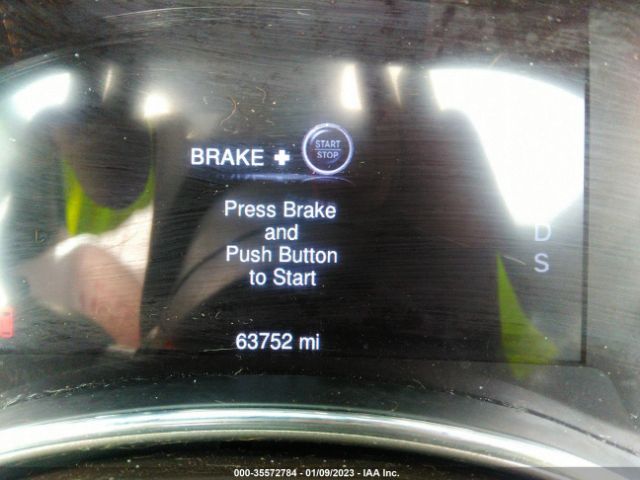 BRAKE + START STOP
Press Brake
and
Push Button
to Start
D
S
63752 mi
000-35572784 - 01/09/2023 - IAA Inc.